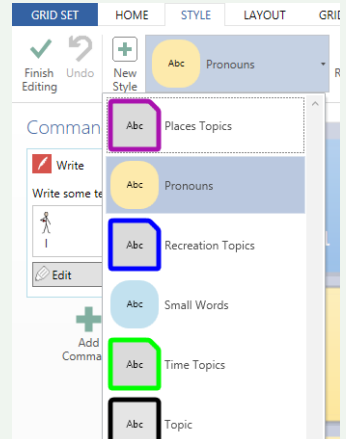 GRID SET HOME STYLE LAYOUT GRID
Finish Editing
Undo
New Style
Abc Pronouns
Comman
Write
Write some te
I
Edit
Add
Comma
Abc Places Topics
Abc Pronouns
Abc Recreation Topics
Abc Small Words
Abc Time Topics
Abc Topic